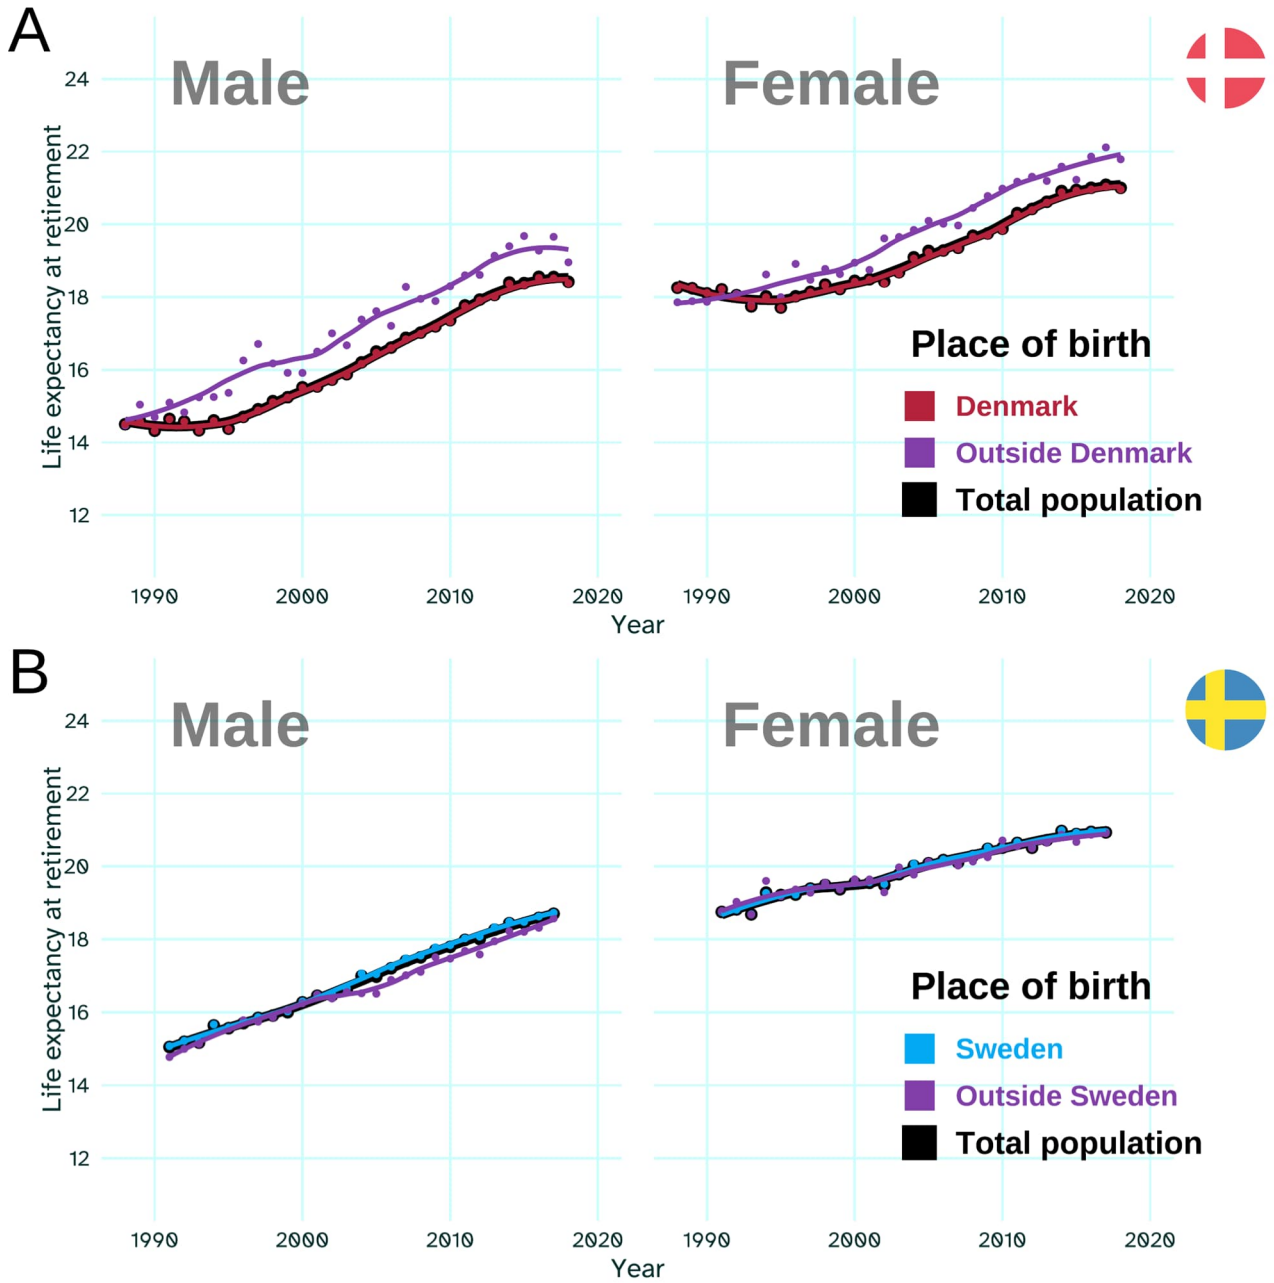 A
Male
Female
24
22
20
18
16
14
12
Life expectancy at retirement
Place of birth
Denmark
Outside Denmark
Total population
1990
2000
2010
2020
1990
2000
2010
2020
Year
B
Male
Female
24
22
20
18
16
14
12
Life expectancy at retirement
Place of birth
Sweden
Outside Sweden
Total population
1990
2000
2010
2020
1990
2000
2010
2020
Year